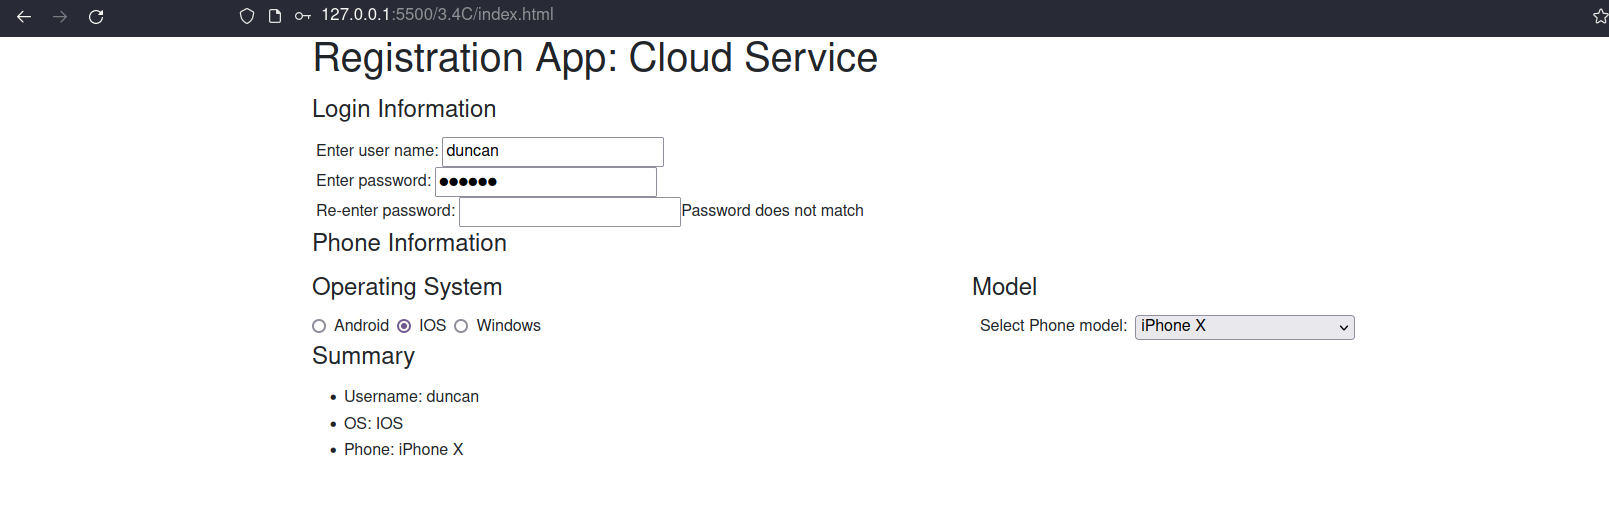 127.0.0.1:5500/3.4C/index.html
Registration App: Cloud Service
Login Information
Enter user name: duncan
Enter password: ●●●●●●
Re-enter password: Password does not match
Phone Information
Operating System
Model
Android IOS Windows
Select Phone model: iPhone X
Summary
• Username: duncan
• OS: IOS
• Phone: iPhone X